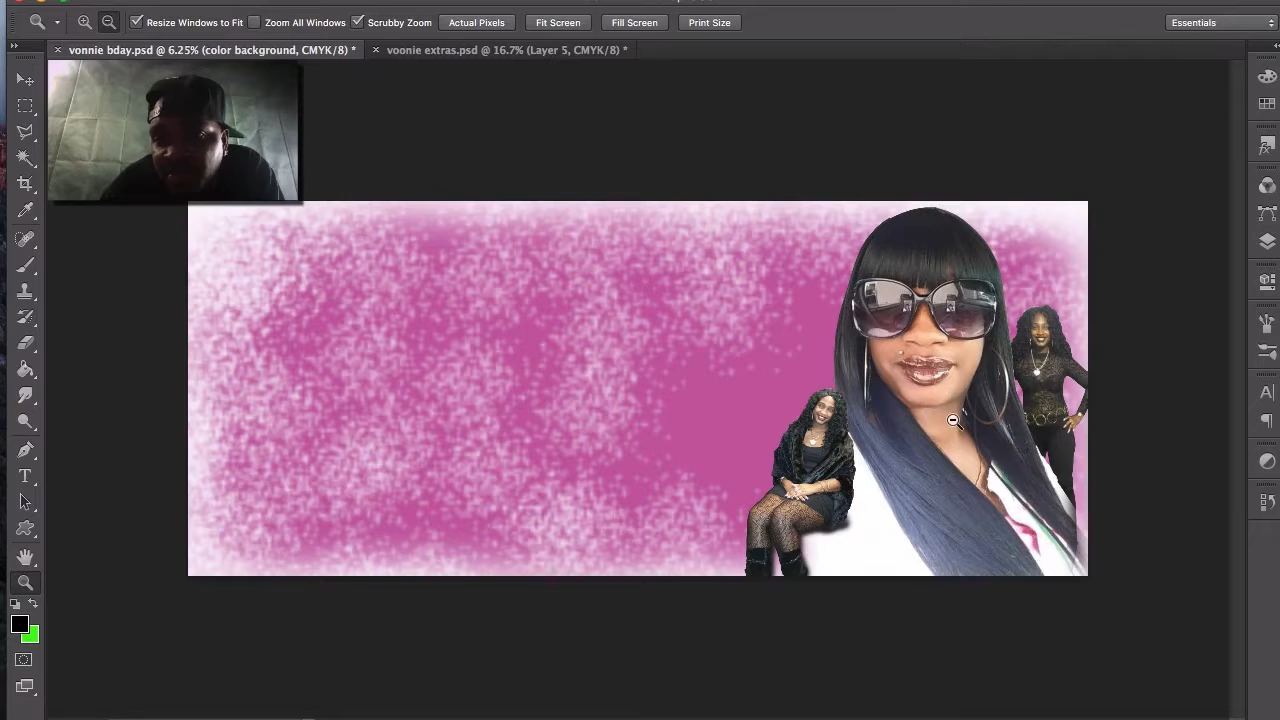 Resize Windows to Fit Zoom All Windows Scrubby Zoom Actual Pixels Fit Screen Fill Screen Print Size Essentials
vonnie bday.psd @ 6.25% (color background, CMYK/8) * voonie extras.psd @ 16.7% (Layer 5, CMYK/8) *